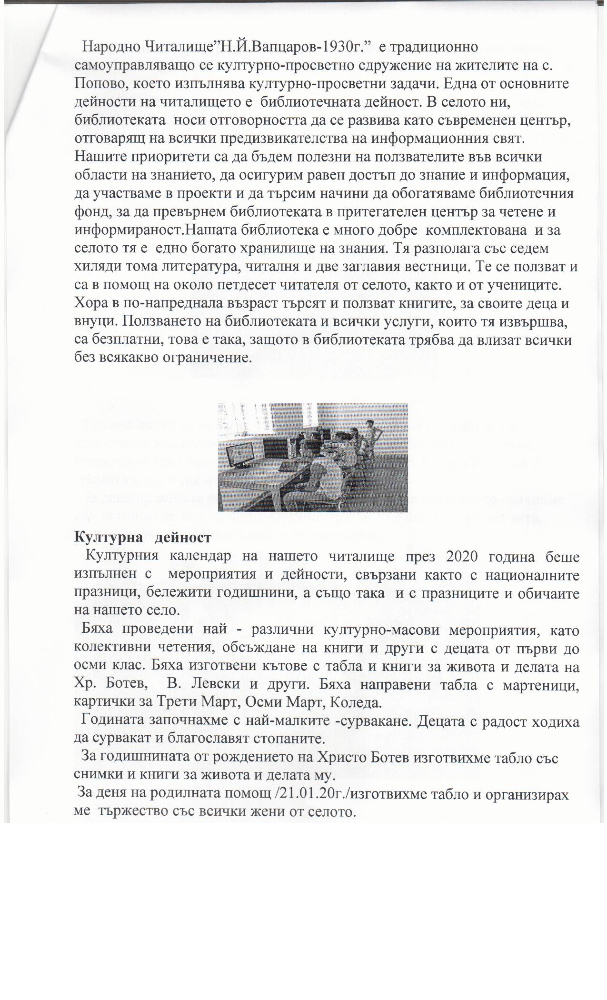 Народно Читалище”Н.Й.Вапцаров-1930г.” е традиционно
самоуправляващо се културно-просветно сдружение на жителите на с.
Попово, което изпълнява културно-просветни задачи. Една от основните
дейности на читалището е библиотечната дейност. В селото ни,
библиотеката носи отговорността да се развива като съвременен център,
отговарящ на всички предизвикателства на информационния свят.
Нашите приоритети са да бъдем полезни на ползвателите във всички
области на знанието, да осигурим равен достъп до знание и информация,
да участваме в проекти и да търсим начини да обогатяваме библиотечния
фонд, за да превърнем библиотеката в притегателен център за четене и
информираност.Нашата библиотека е много добре комплектована и за
селото тя е едно богато хранилище на знания. Тя разполага със седем
хиляди тома литература, читалня и две заглавия вестници. Те се ползват и
са в помощ на около петдесет читателя от селото, както и от учениците.
Хора в по-напреднала възраст търсят и ползват книгите, за своите деца и
внуци. Ползването на библиотеката и всички услуги, които тя извършва,
са безплатни, това е така, защото в библиотеката трябва да влизат всички
без всякакво ограничение.
Културна дейност
Културния календар на нашето читалище през 2020 година беше
изпълнен с мероприятия и дейности, свързани както с националните
празници, бележити годишнини, а също така и с празниците и обичаите
на нашето село.
Бяха проведени най - различни културно-масови мероприятия, като
колективни четения, обсъждане на книги и други с децата от първи до
осми клас. Бяха изготвени кътове с табла и книги за живота и делата на
Хр. Ботев, В. Левски и други. Бяха направени табла с мартеници,
картички за Трети Март, Осми Март, Коледа.
Годината започнахме с най-малките -сурвакане. Децата с радост ходиха
да сурвакат и благославят стопаните.
За годишнината от рождението на Христо Ботев изготвихме табло със
снимки и книги за живота и делата му.
За деня на родилната помощ /21.01.20г./изготвихме табло и организирах
ме тържество със всички жени от селото.